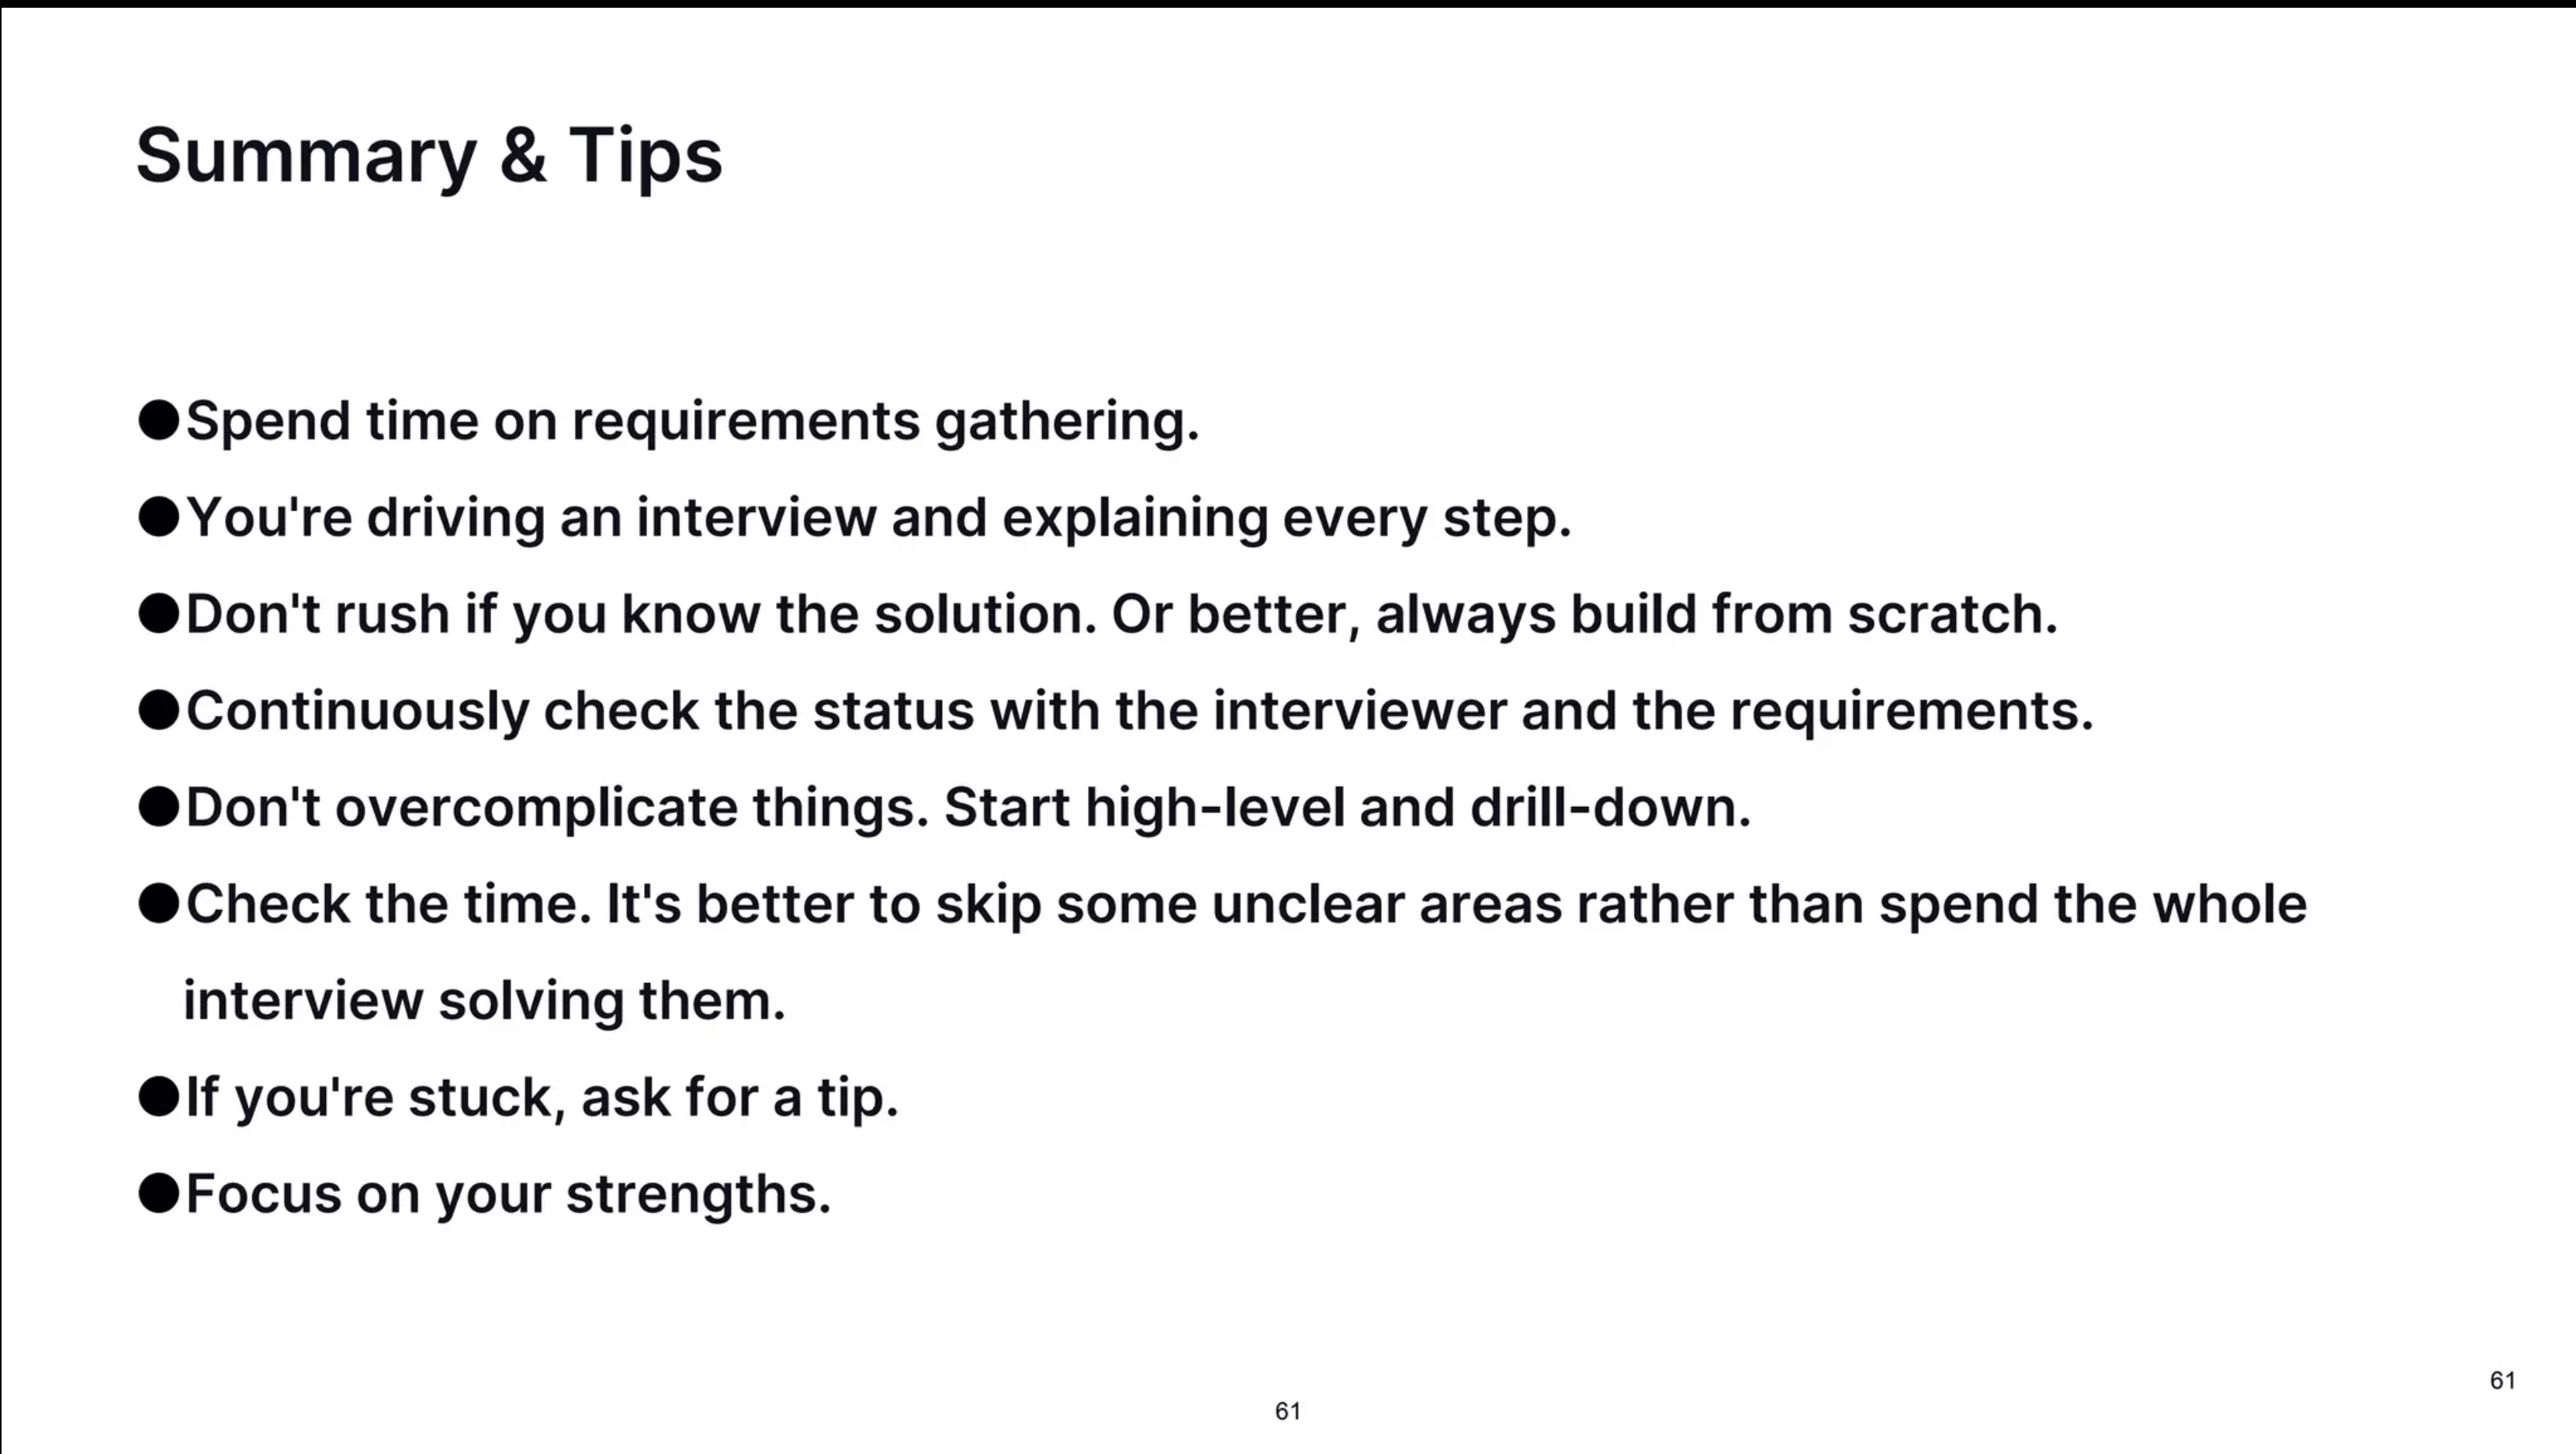 Summary & Tips
●Spend time on requirements gathering.
●You're driving an interview and explaining every step.
●Don't rush if you know the solution. Or better, always build from scratch.
●Continuously check the status with the interviewer and the requirements.
●Don't overcomplicate things. Start high-level and drill-down.
●Check the time. It's better to skip some unclear areas rather than spend the whole
interview solving them.
●If you're stuck, ask for a tip.
●Focus on your strengths.
61
61